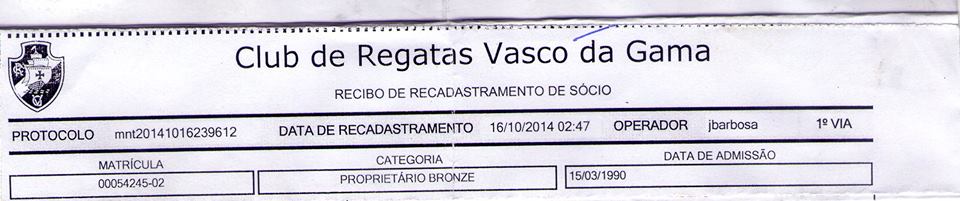 Club de Regatas Vasco da Gama
RECIBO DE RECADASTRAMENTO DE SÓCIO
PROTOCOLO mnt20141016239612 DATA DE RECADASTRAMENTO 16/10/2014 02:47 OPERADOR jbarbosa 1ª VIA
MATRÍCULA CATEGORIA DATA DE ADMISSÃO
00054245-02 PROPRIETÁRIO BRONZE 15/03/1990